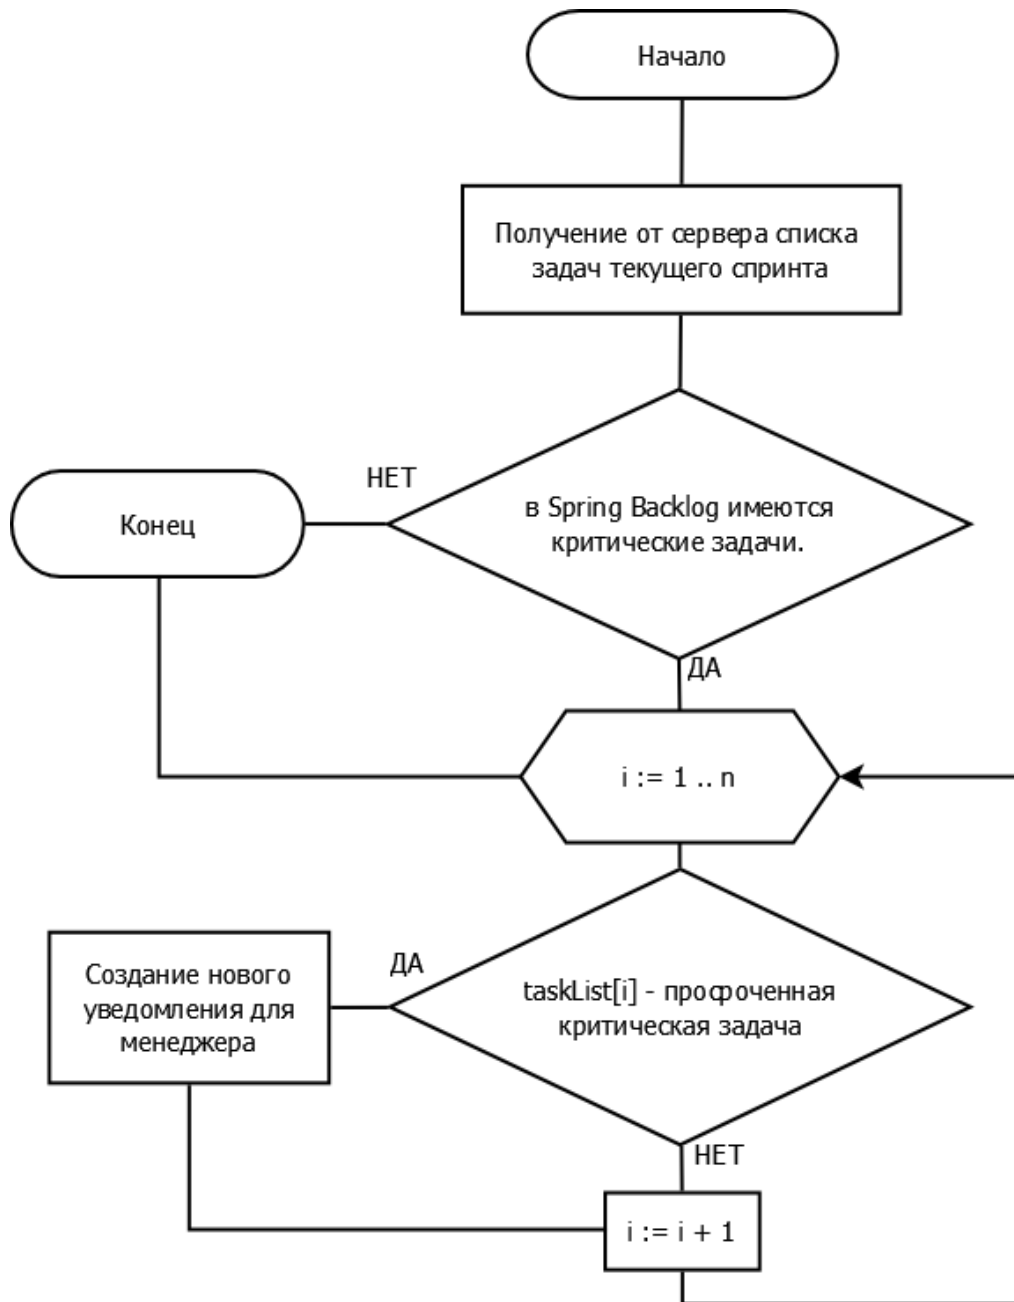 Начало
Получение от сервера списка
задач текущего спринта
НЕТ
в Spring Backlog имеются
критические задачи.
Конец
ДА
i := 1 .. n
ДА
taskList[i] - просроченная
критическая задача
Создание нового
уведомления для
менеджера
НЕТ
i := i + 1